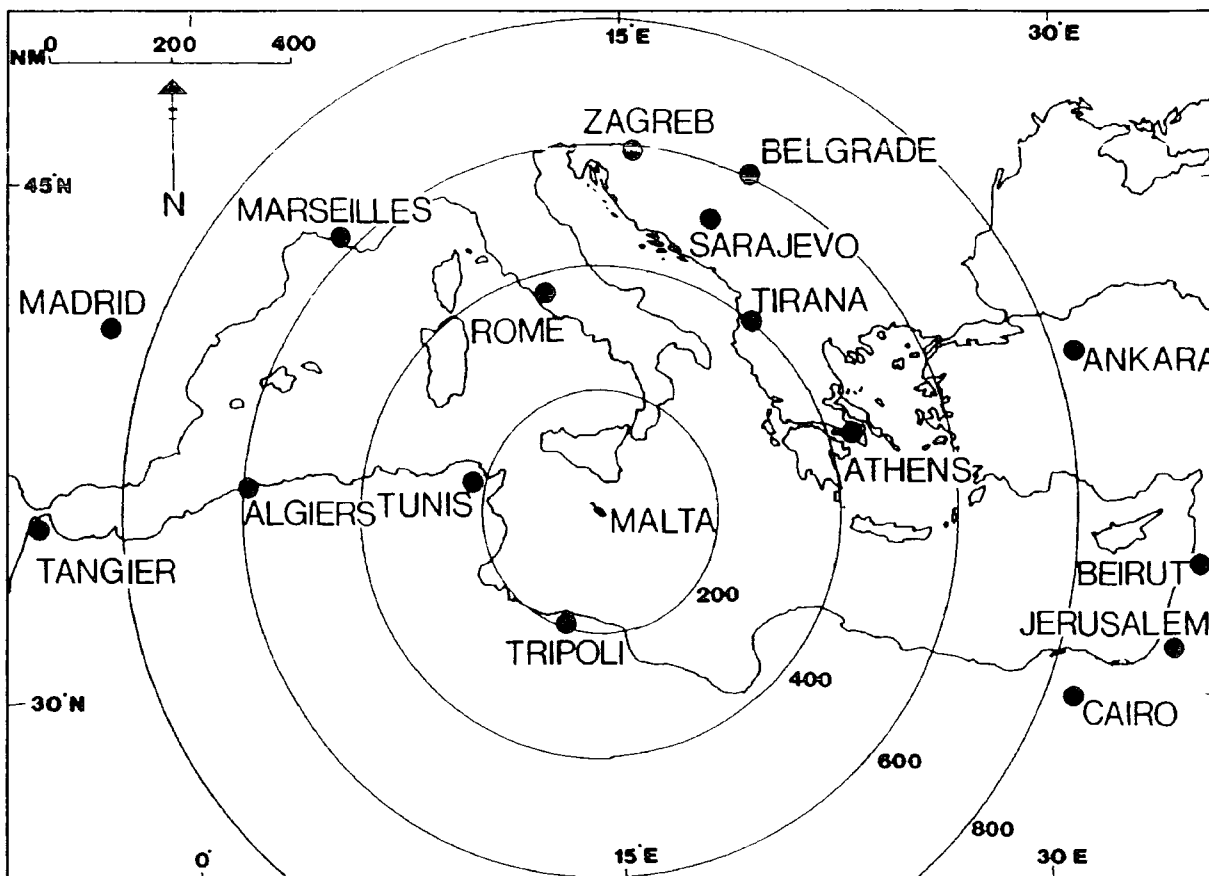 0 200 400
NM
15°E
30°E
N
45°N
ZAGREB
BELGRADE
MARSEILLES
SARAJEVO
MADRID
ROME
TIRANA
ANKARA
ATHENS
ALGIERS
TUNIS
MALTA
TANGIER
BEIRUT
200
JERUSALEM
TRIPOLI
400
30°N
CAIRO
600
800
0°
15°E
30 E